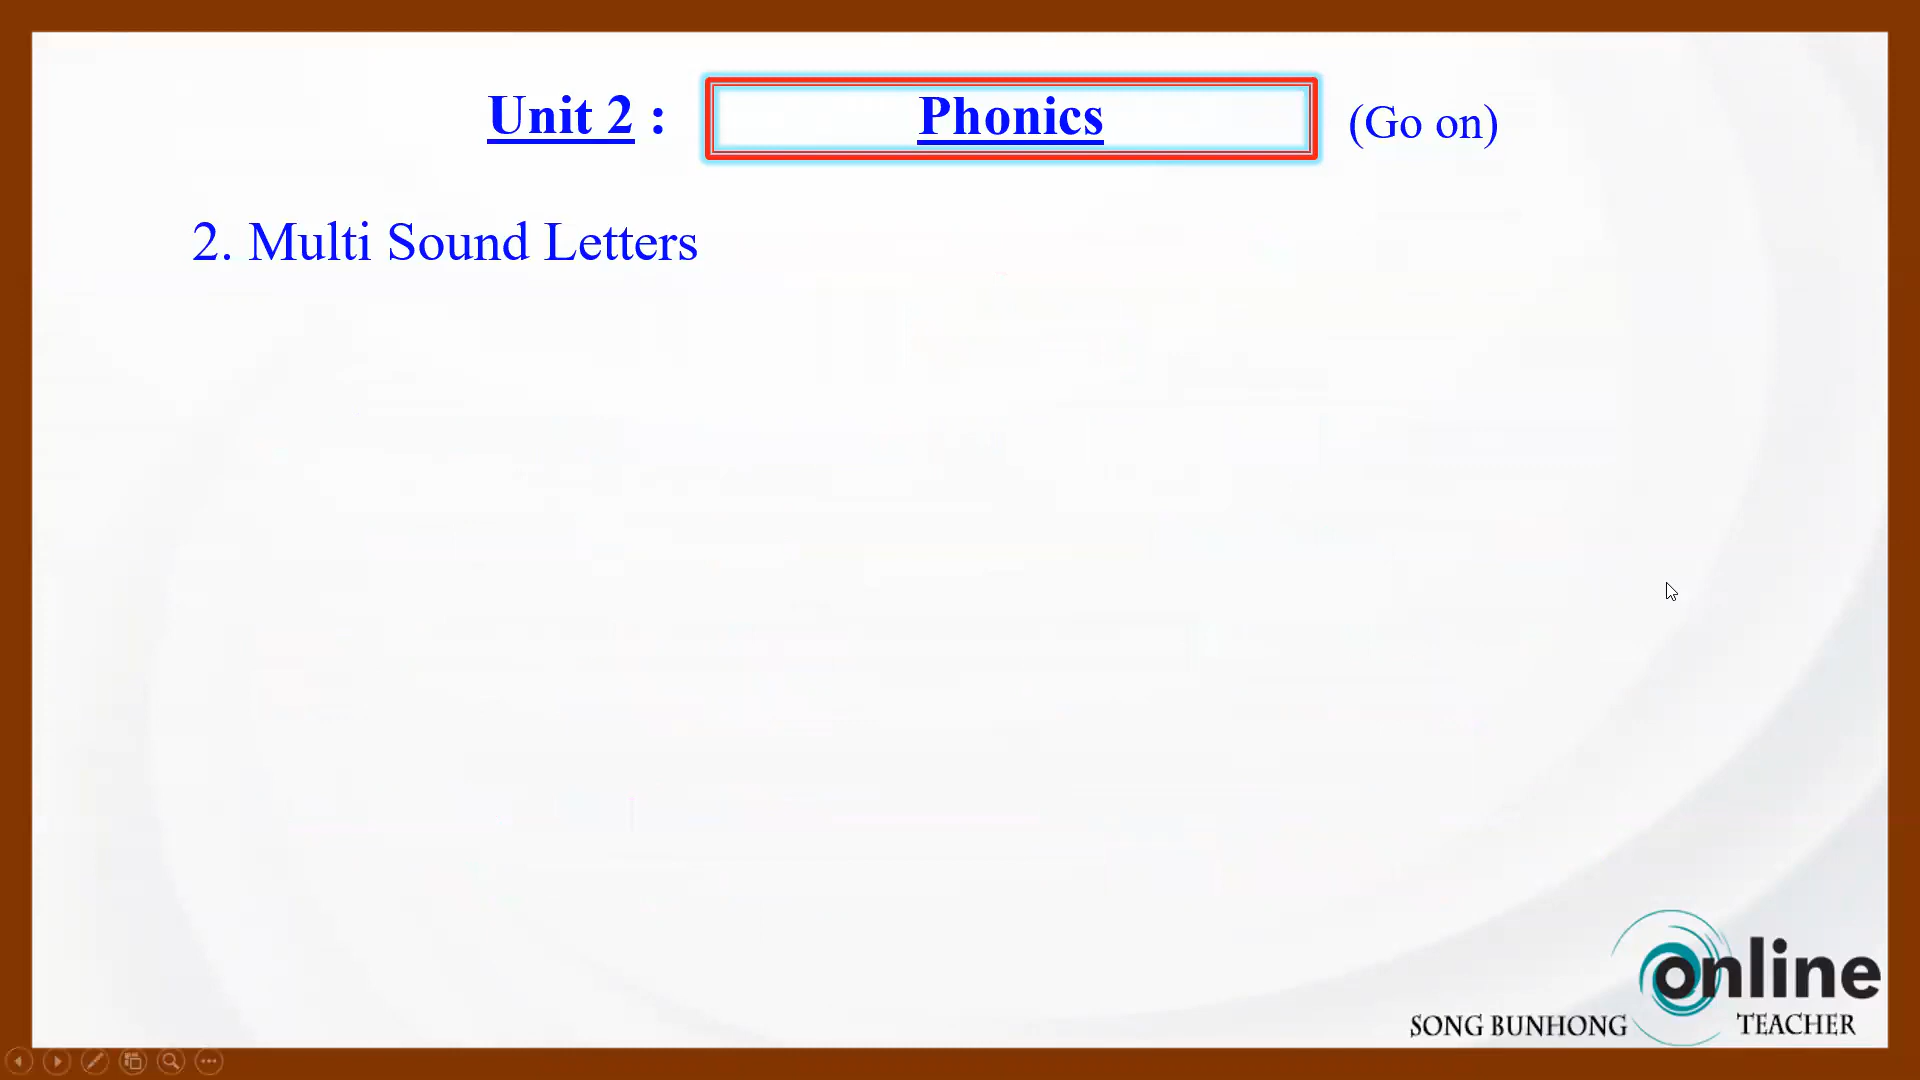 Unit 2 : Phonics (Go on)
2. Multi Sound Letters
online
SONG BUNHONG TEACHER